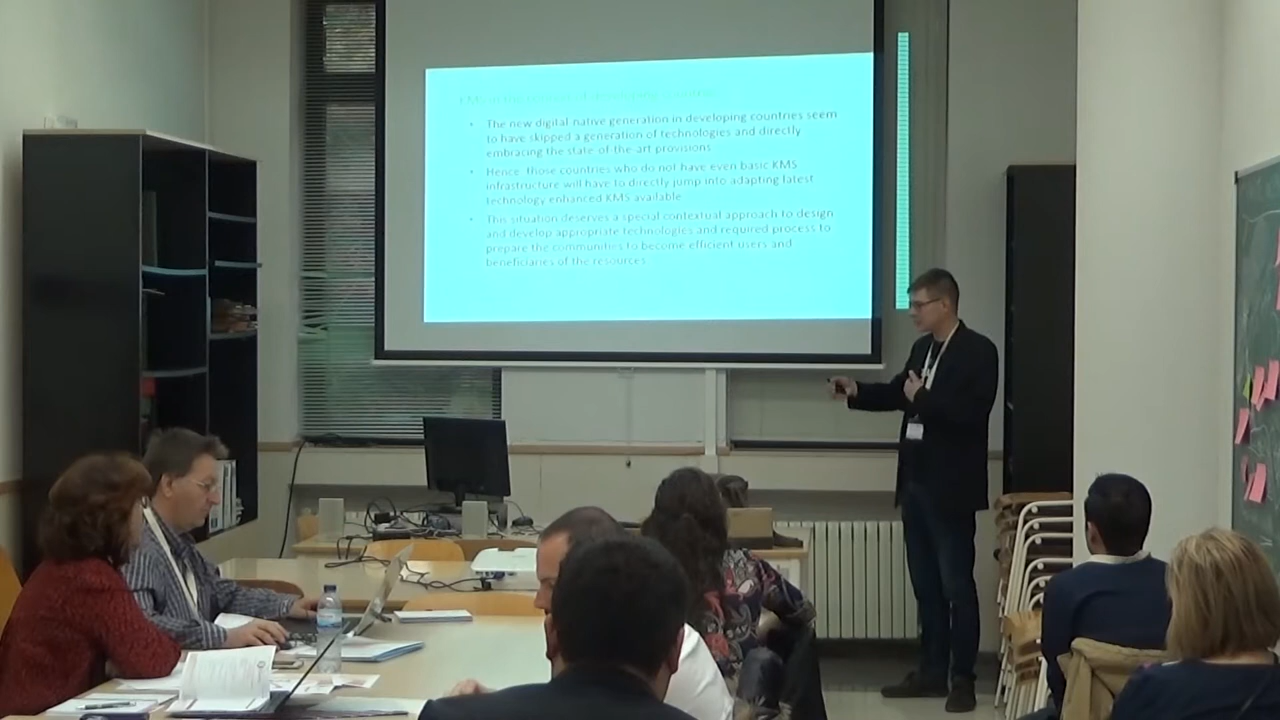 • The new digital native generation in developing countries seem
to have skipped a generation of technologies and directly
embracing the state-of-the-art provisions
• Hence, those countries who do not have even basic KMS
infrastructure will have to directly jump into adapting latest
technology enhanced KMS available
• This situation deserves a special contextual approach to design
and develop appropriate technologies and required process to
prepare the communities to become efficient users and
beneficiaries of the resources